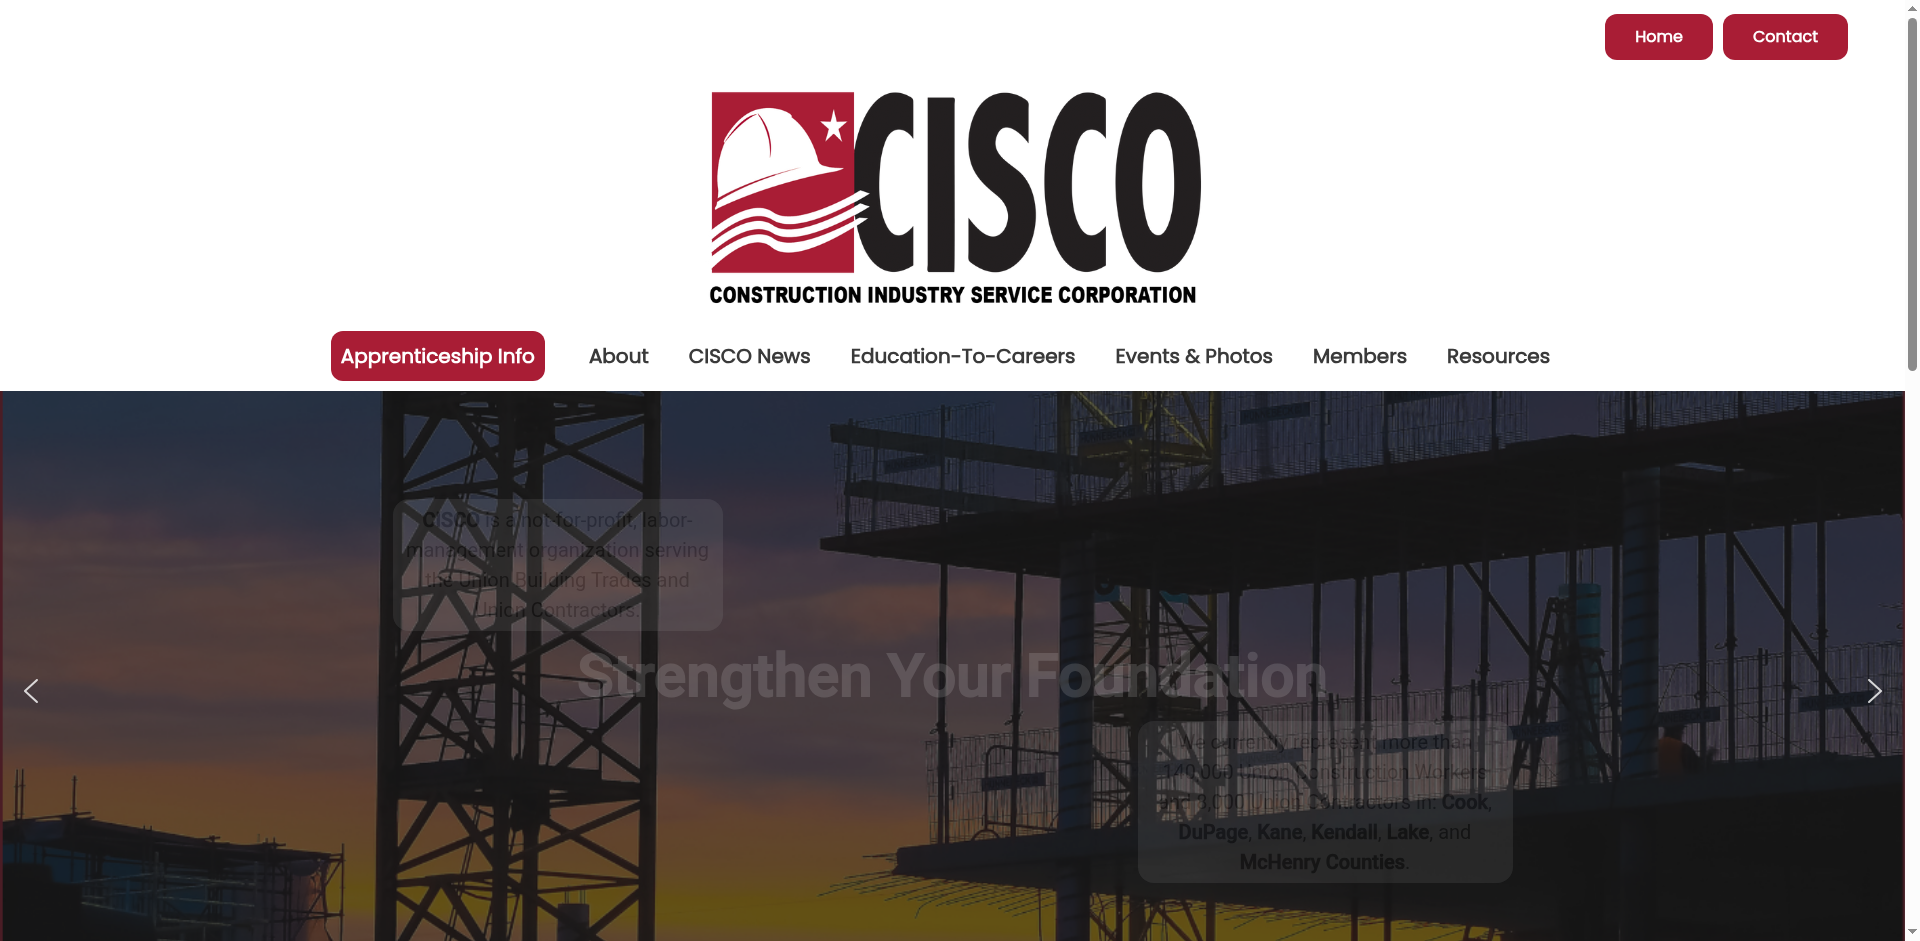 Home
Contact
CISCO
CONSTRUCTION INDUSTRY SERVICE CORPORATION
Apprenticeship Info
About
CISCO News
Education-To-Careers
Events & Photos
Members
Resources
CISCO is a not-for-profit, labor-
management organization serving
the Union Building Trades and
Union Contractors.
Strengthen Your Foundation
We currently represent more than
140,000 Union Construction Workers
and 8,000 Union Contractors in: Cook,
DuPage, Kane, Kendall, Lake, and
McHenry Counties.